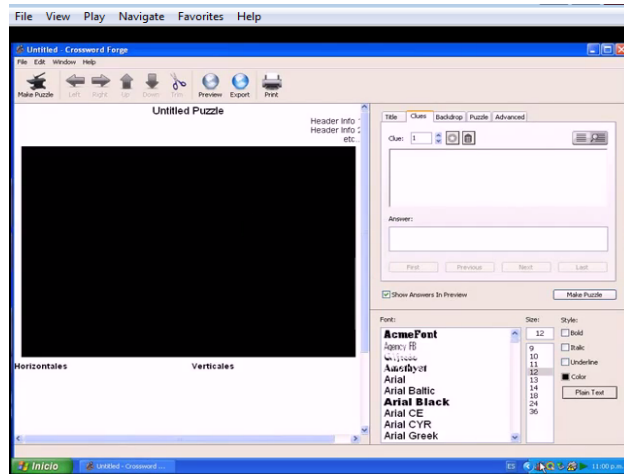 File View Play Navigate Favorites Help
Untitled - Crossword Forge
File Edit Window Help
Make Puzzle Left Right Up Down Trim Preview Export Print
Untitled Puzzle
Header Info 1
Header Info 2
etc...
Horizontales Verticales
Title Clues Backdrop Puzzle Advanced
Clue: 1
Answer:
First Previous Next Last
Show Answers In Preview Make Puzzle
Font: Size: Style:
AcmeFont
Agency FB
Amethyst
Arial
Arial Baltic
Arial Black
Arial CE
Arial CYR
Arial Greek
12
9
10
11
12
13
14
18
24
36
Bold
Italic
Underline
Color
Plain Text
Inicio Untitled - Crossword ... ES 11:00 p.m.